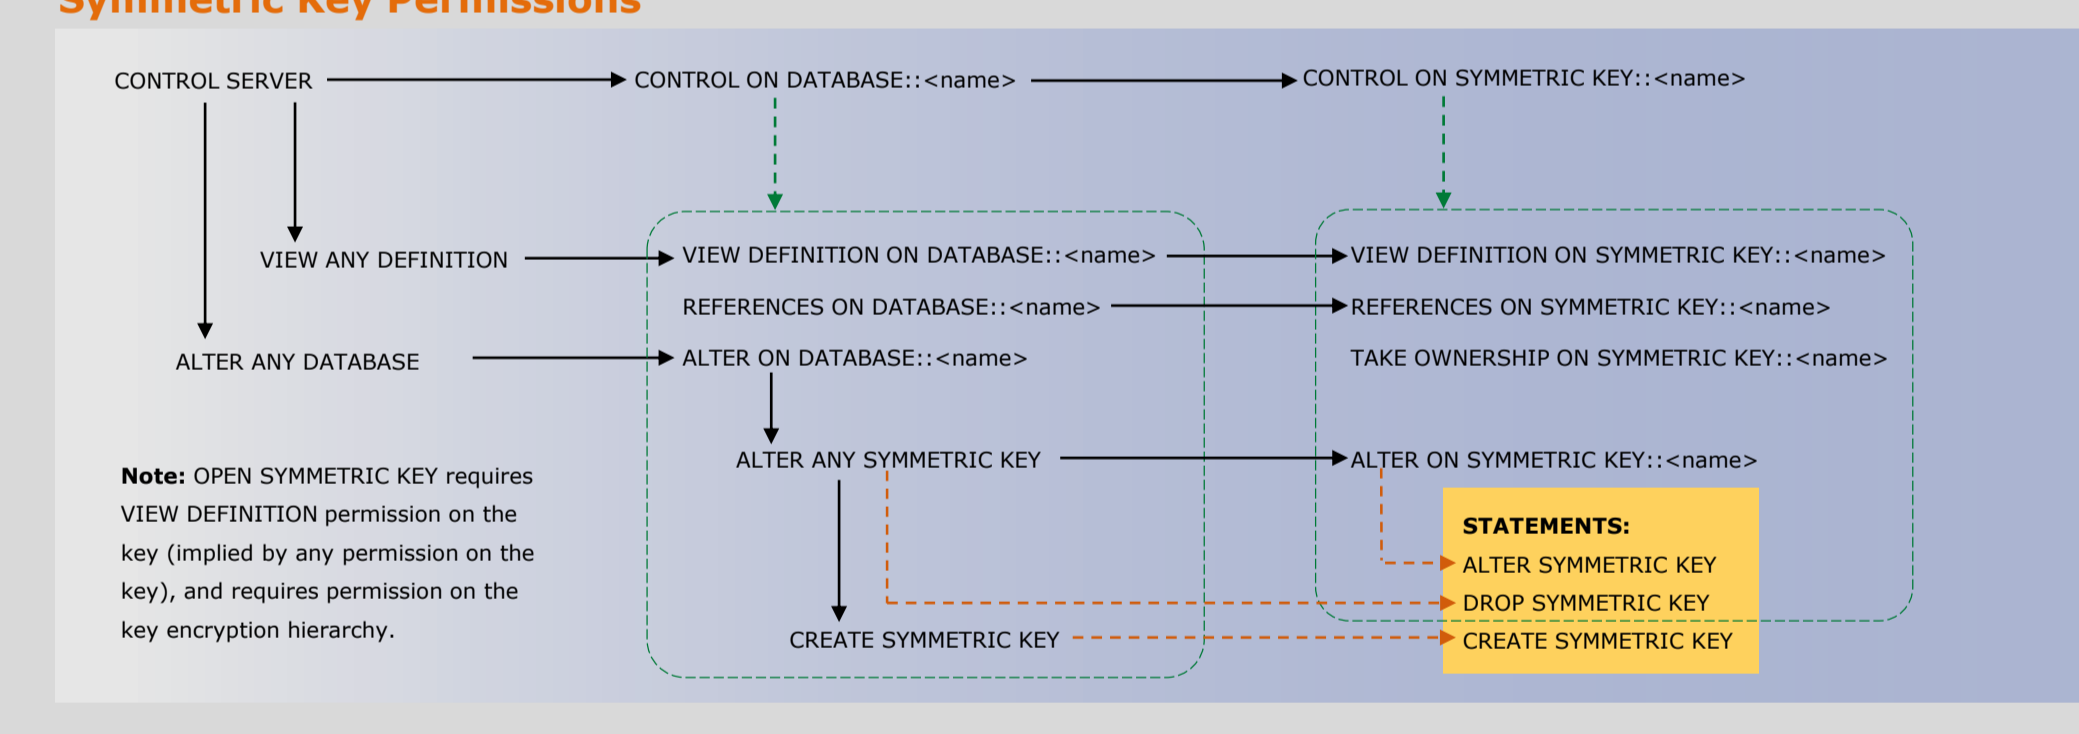 Symmetric Key Permissions
CONTROL SERVER
CONTROL ON DATABASE::<name>
CONTROL ON SYMMETRIC KEY::<name>
VIEW ANY DEFINITION
VIEW DEFINITION ON DATABASE::<name>
VIEW DEFINITION ON SYMMETRIC KEY::<name>
REFERENCES ON DATABASE::<name>
REFERENCES ON SYMMETRIC KEY::<name>
ALTER ANY DATABASE
ALTER ON DATABASE::<name>
TAKE OWNERSHIP ON SYMMETRIC KEY::<name>
ALTER ANY SYMMETRIC KEY
ALTER ON SYMMETRIC KEY::<name>
Note: OPEN SYMMETRIC KEY requires
VIEW DEFINITION permission on the
key (implied by any permission on the
key), and requires permission on the
key encryption hierarchy.
STATEMENTS:
ALTER SYMMETRIC KEY
DROP SYMMETRIC KEY
CREATE SYMMETRIC KEY
CREATE SYMMETRIC KEY